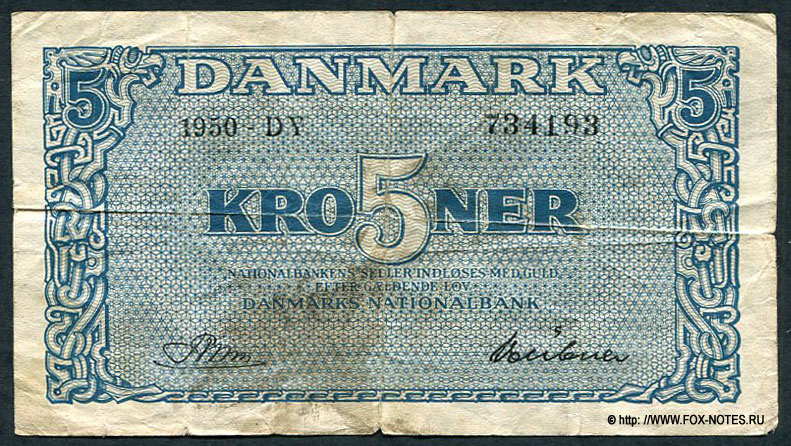 5 DANMARK 5
1950 - DY 734193
KRO5NER
NATIONALBANKENS SEDLER INDLØSES MED GULD
EFTER GÆLDENDE LOV
DANMARKS NATIONALBANK
© http: //WWW.FOX-NOTES.RU